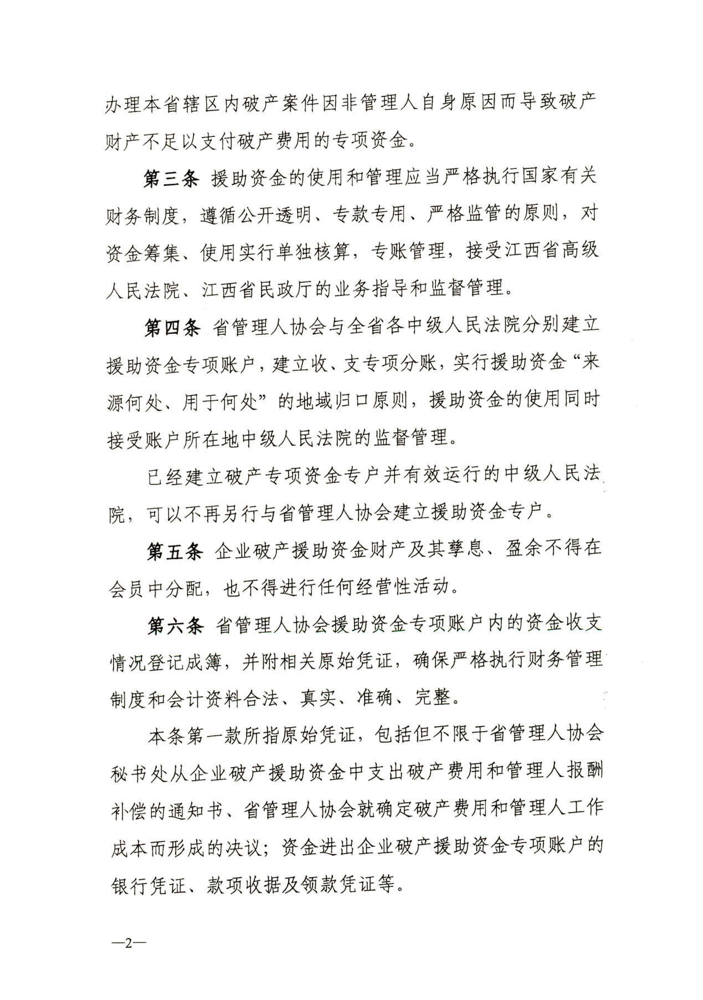 办理本省辖区内破产案件因非管理人自身原因而导致破产
财产不足以支付破产费用的专项资金。
第三条 援助资金的使用和管理应当严格执行国家有关
财务制度，遵循公开透明、专款专用、严格监管的原则，对
资金筹集、使用实行单独核算，专账管理，接受江西省高级
人民法院、江西省民政厅的业务指导和监督管理。
第四条 省管理人协会与全省各中级人民法院分别建立
援助资金专项账户，建立收、支专项分账，实行援助资金“来
源何处、用于何处”的地域归口原则，援助资金的使用同时
接受账户所在地中级人民法院的监督管理。
已经建立破产专项资金专户并有效运行的中级人民法
院，可以不再另行与省管理人协会建立援助资金专户。
第五条 企业破产援助资金财产及其孳息、盈余不得在
会员中分配，也不得进行任何经营性活动。
第六条 省管理人协会援助资金专项账户内的资金收支
情况登记成簿，并附相关原始凭证，确保严格执行财务管理
制度和会计资料合法、真实、准确、完整。
本条第一款所指原始凭证，包括但不限于省管理人协会
秘书处从企业破产援助资金中支出破产费用和管理人报酬
补偿的通知书、省管理人协会就确定破产费用和管理人工作
成本而形成的决议；资金进出企业破产援助资金专项账户的
银行凭证、款项收据及领款凭证等。
—2—